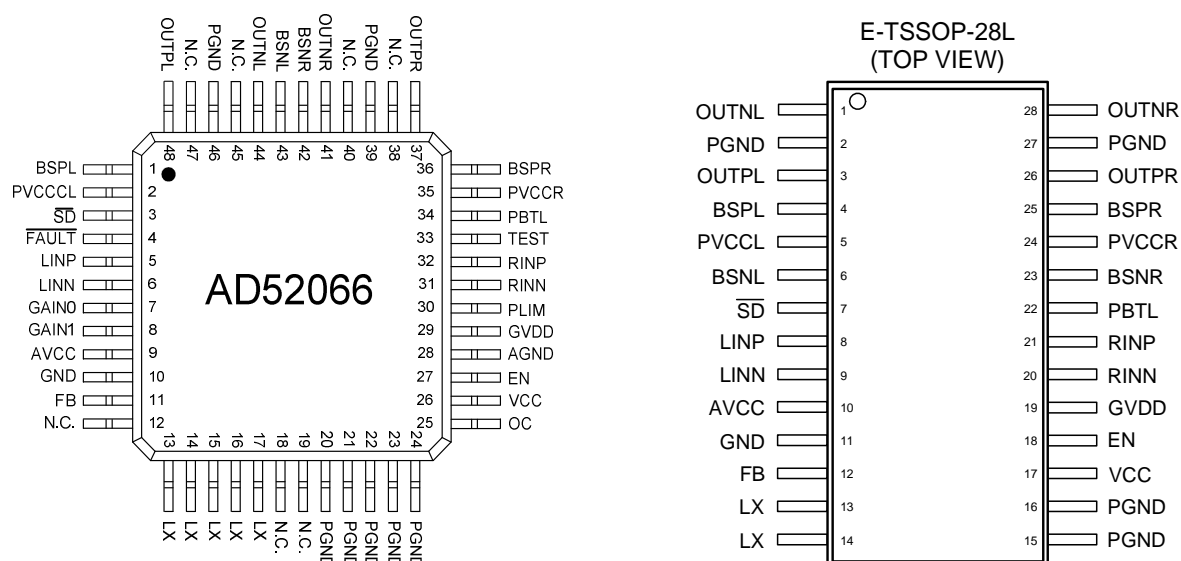 OUTPL N.C. PGND N.C. OUTNL BSNL BSNR OUTNR N.C. PGND N.C. OUTPR
48 47 46 45 44 43 42 41 40 39 38 37
BSPL 1 36 BSPR
PVCCCL 2 35 PVCCR
SD 3 34 PBTL
FAULT 4 33 TEST
LINP 5 32 RINP
LINN 6 31 RINN
GAIN0 7 30 PLIM
GAIN1 8 29 GVDD
AVCC 9 28 AGND
GND 10 27 EN
FB 11 26 VCC
N.C. 12 25 OC
AD52066
13 14 15 16 17 18 19 20 21 22 23 24
LX LX LX LX LX N.C. N.C. PGND PGND PGND PGND PGND
E-TSSOP-28L
(TOP VIEW)
OUTNL 1 28 OUTNR
PGND 2 27 PGND
OUTPL 3 26 OUTPR
BSPL 4 25 BSPR
PVCCL 5 24 PVCCR
BSNL 6 23 BSNR
SD 7 22 PBTL
LINP 8 21 RINP
LINN 9 20 RINN
AVCC 10 19 GVDD
GND 11 18 EN
FB 12 17 VCC
LX 13 16 PGND
LX 14 15 PGND